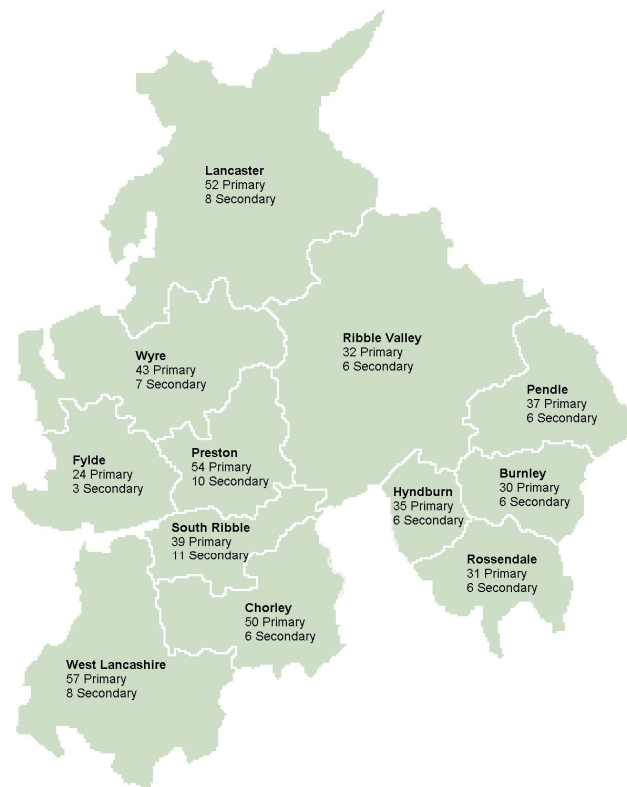 Lancaster
52 Primary
8 Secondary
Ribble Valley
32 Primary
6 Secondary
Wyre
43 Primary
7 Secondary
Pendle
37 Primary
6 Secondary
Preston
54 Primary
10 Secondary
Fylde
24 Primary
3 Secondary
Burnley
30 Primary
6 Secondary
Hyndburn
35 Primary
6 Secondary
South Ribble
39 Primary
11 Secondary
Rossendale
31 Primary
6 Secondary
Chorley
50 Primary
6 Secondary
West Lancashire
57 Primary
8 Secondary